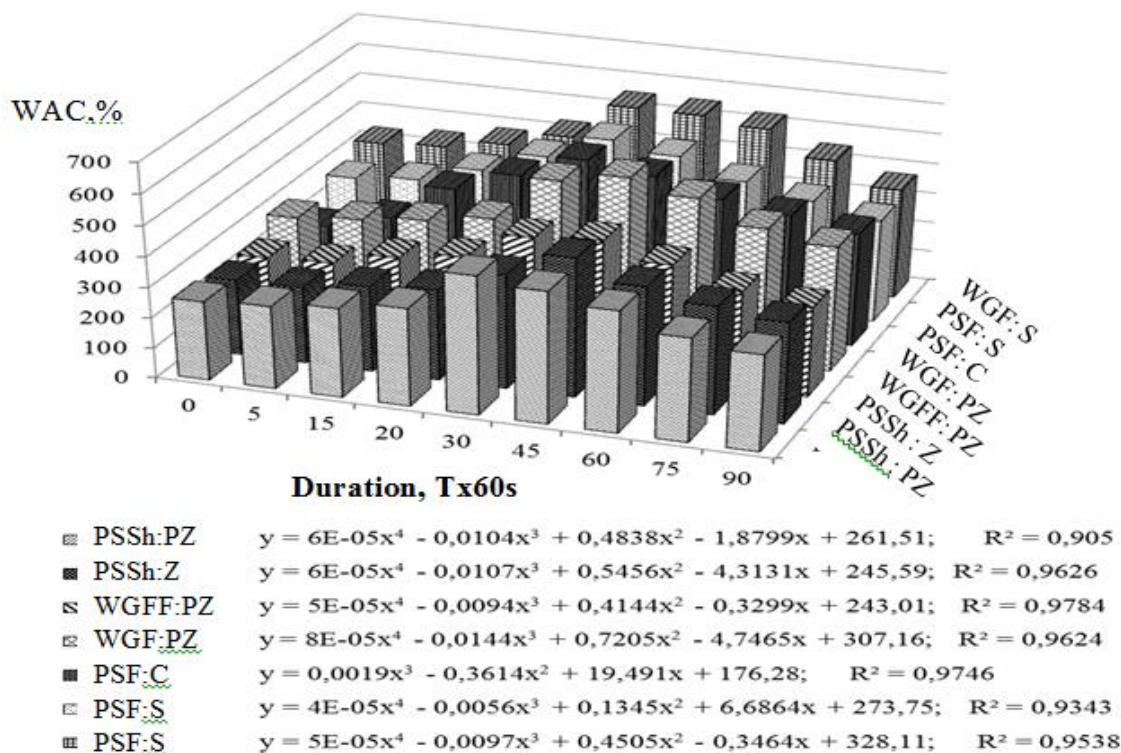 WAC,%
700
600
500
400
300
200
100
0
0 5 15 20 30 45 60 75 90
WGF: S
PSF: S
PSF: C
WGF: PZ
WGFF: PZ
PSSh : Z
PSSh : PZ
Duration, Tx60s
PSSh:PZ y = 6E-05x⁴ - 0,0104x³ + 0,4838x² - 1,8799x + 261,51; R² = 0,905
PSSh:Z y = 6E-05x⁴ - 0,0107x³ + 0,5456x² - 4,3131x + 245,59; R² = 0,9626
WGFF:PZ y = 5E-05x⁴ - 0,0094x³ + 0,4144x² - 0,3299x + 243,01; R² = 0,9784
WGF:PZ y = 8E-05x⁴ - 0,0144x³ + 0,7205x² - 4,7465x + 307,16; R² = 0,9624
PSF:C y = 0,0019x³ - 0,3614x² + 19,491x + 176,28; R² = 0,9746
PSF:S y = 4E-05x⁴ - 0,0056x³ + 0,1345x² + 6,6864x + 273,75; R² = 0,9343
PSF:S y = 5E-05x⁴ - 0,0097x³ + 0,4505x² - 0,3464x + 328,11; R² = 0,9538